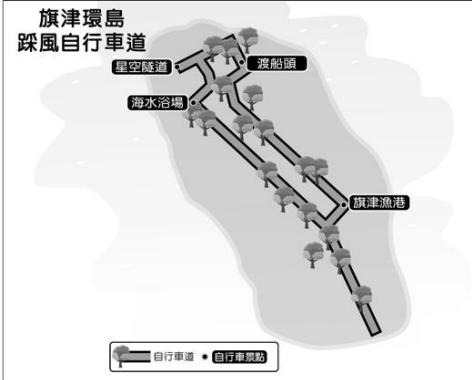 旗津環島
踩風自行車道
星空隧道
渡船頭
海水浴場
旗津漁港
自行車道
自行車景點